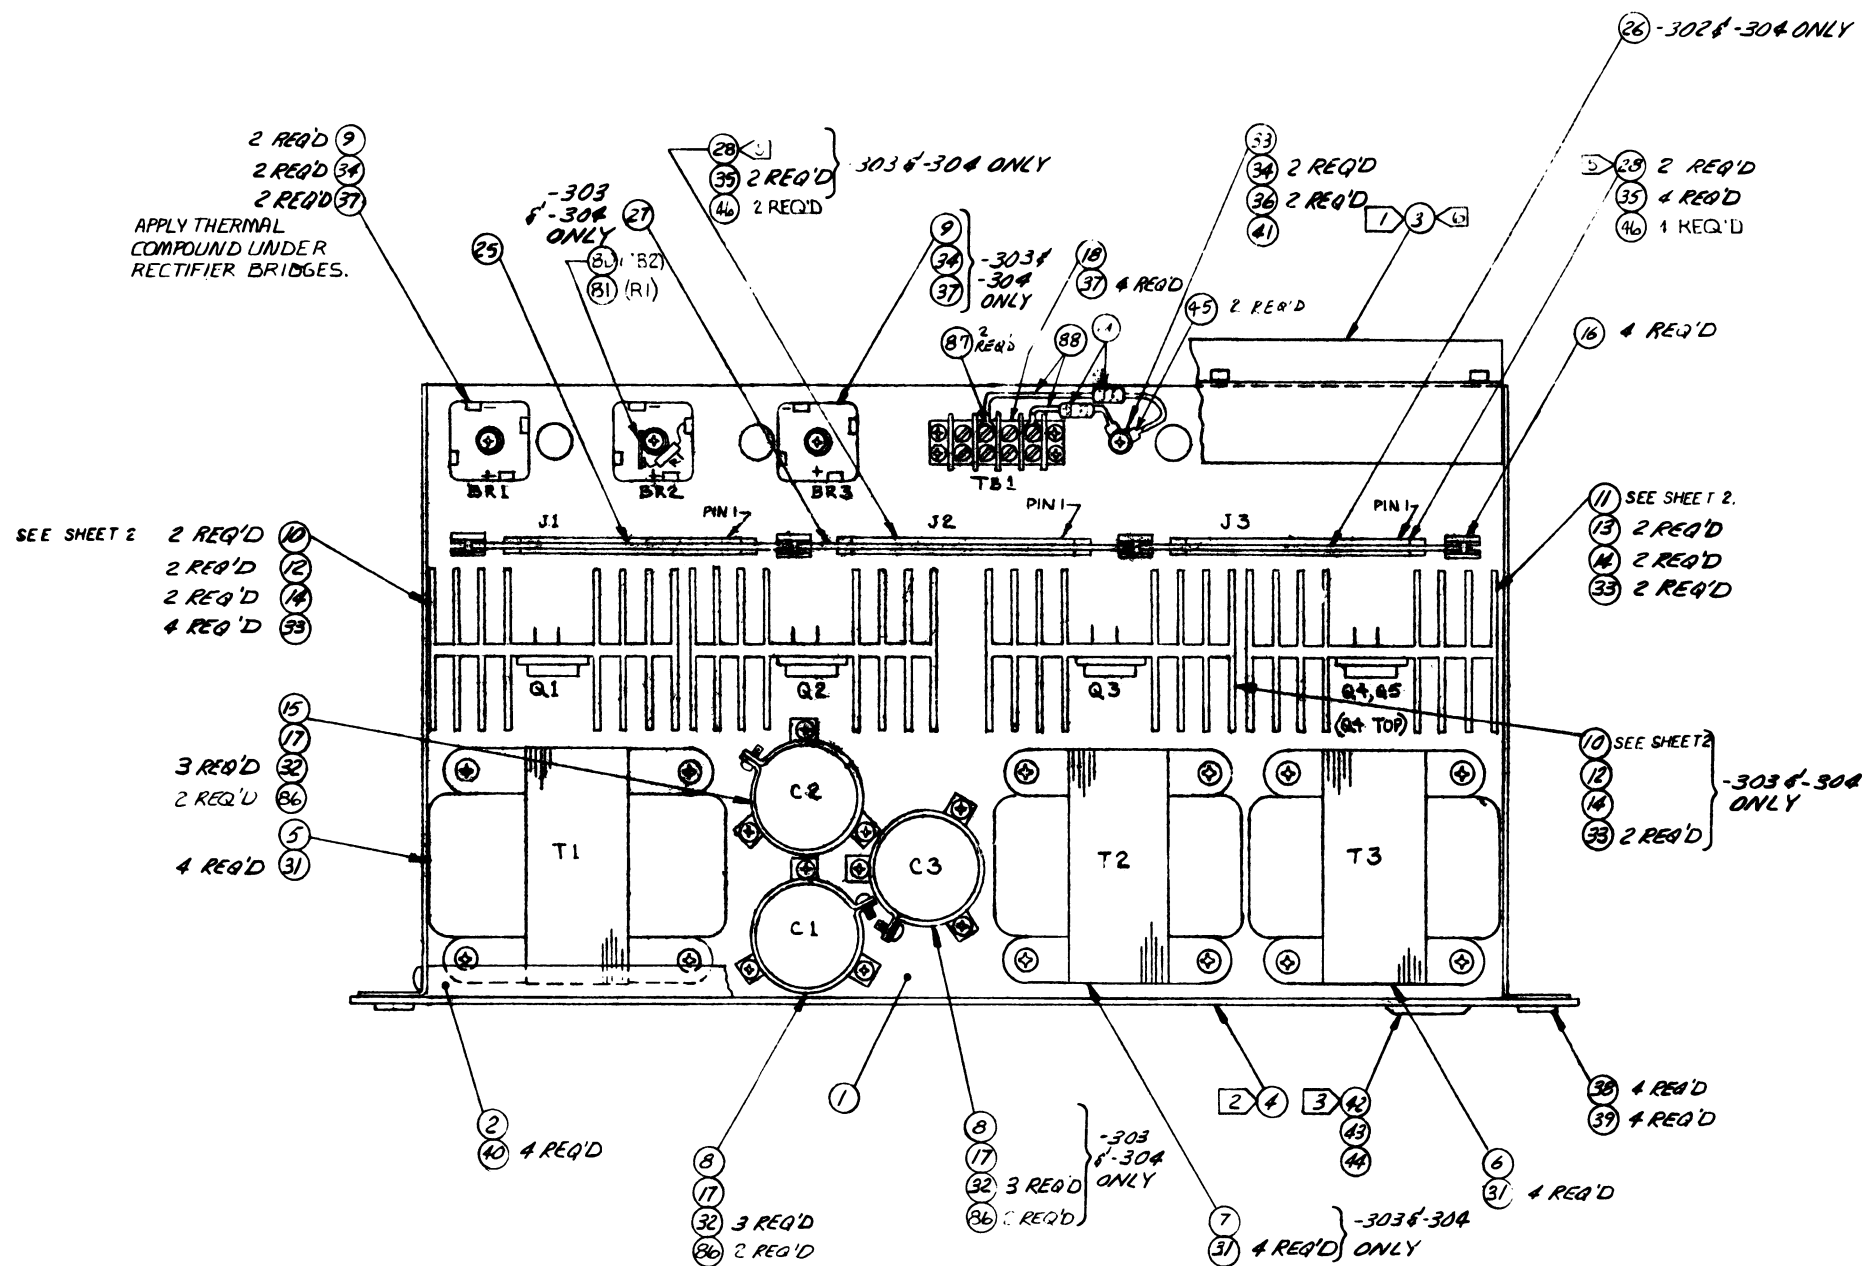 26 -302 & -304 ONLY
2 REQ'D 9
2 REQ'D 34
2 REQ'D 37
APPLY THERMAL
COMPOUND UNDER
RECTIFIER BRIDGES.
25
-303
& -304
ONLY
27
81 (R1)
28
35 2 REQ'D
46 2 REQ'D
-303 & -304 ONLY
9
34
37
-303 &
-304
ONLY
18
37 4 REQ'D
33
34 2 REQ'D
36 2 REQ'D
41
1 3
28 2 REQ'D
35 4 REQ'D
46 REQ'D
45 2 REQ'D
87 2 REQ'D
88
16 4 REQ'D
BR1
BR2
BR3
TB1
J1
PIN 1
J2
PIN 1
J3
PIN 1
SEE SHEET 2 2 REQ'D 10
2 REQ'D 12
2 REQ'D 14
4 REQ'D 33
11 SEE SHEET 2.
13 2 REQ'D
14 2 REQ'D
33 2 REQ'D
Q1
Q2
Q3
Q4, Q5
(Q4 TOP)
15
17
3 REQ'D 32
2 REQ'D 86
5
4 REQ'D 31
10 SEE SHEET 2
12
14
33 2 REQ'D
-303 & -304
ONLY
T1
C2
C3
C1
T2
T3
2
40 4 REQ'D
8
17
32 3 REQ'D
86 2 REQ'D
1
8
17
32 3 REQ'D
86 2 REQ'D
-303
& -304
ONLY
7
31 4 REQ'D
-303 & -304
ONLY
2 4
3 42
43
44
6
31 4 REQ'D
38 4 REQ'D
39 4 REQ'D